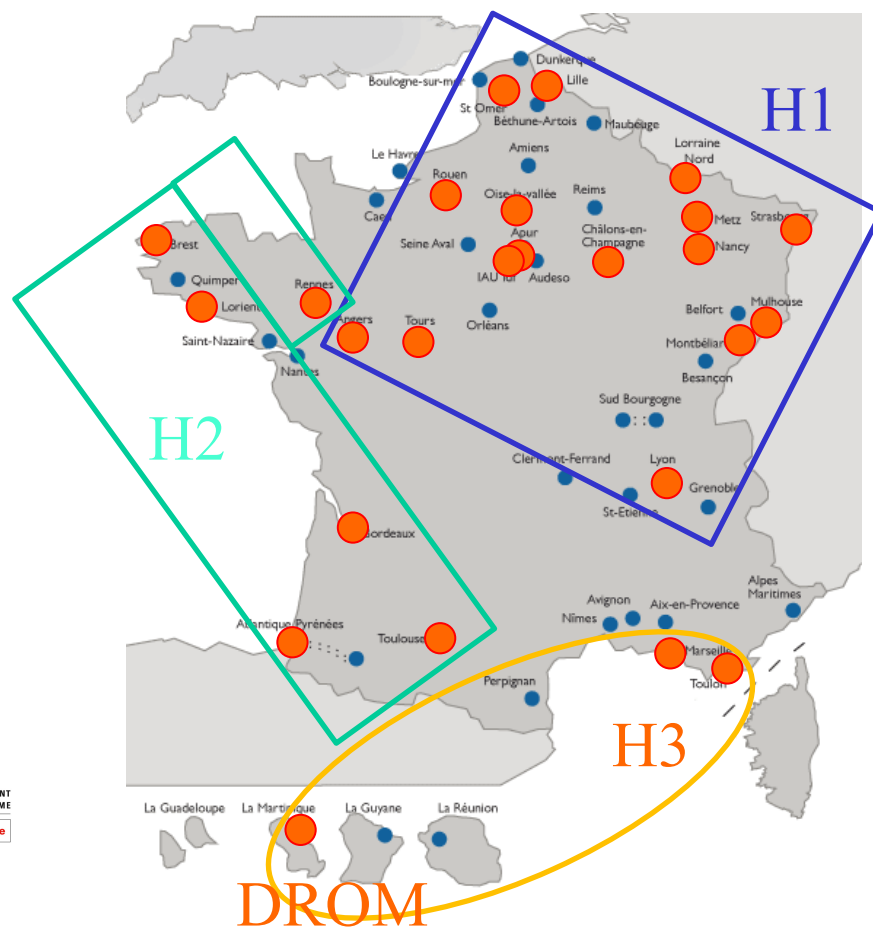 Dunkerque
Boulogne-sur-mer
Lille
St Omer
H1
Béthune-Artois
Maubeuge
Lorraine
Nord
Amiens
Le Havre
Rouen
Oise-la-vallée
Reims
Caen
Metz
Strasbourg
Seine Aval
Apur
Châlons-en-
Champagne
Nancy
Brest
IAU îdF
Audeso
Quimper
Rennes
Belfort
Mulhouse
Lorient
Angers
Tours
Orléans
Saint-Nazaire
Montbéliard
Nantes
Besançon
Sud Bourgogne
H2
Clermont-Ferrand
Lyon
Grenoble
St-Etienne
Bordeaux
Alpes
Maritimes
Avignon
Aix-en-Provence
Nîmes
Atlantique Pyrénées
Toulouse
Marseille
Perpignan
Toulon
H3
NT
ME
e
La Guadeloupe
La Martinique
La Guyane
La Réunion
DROM